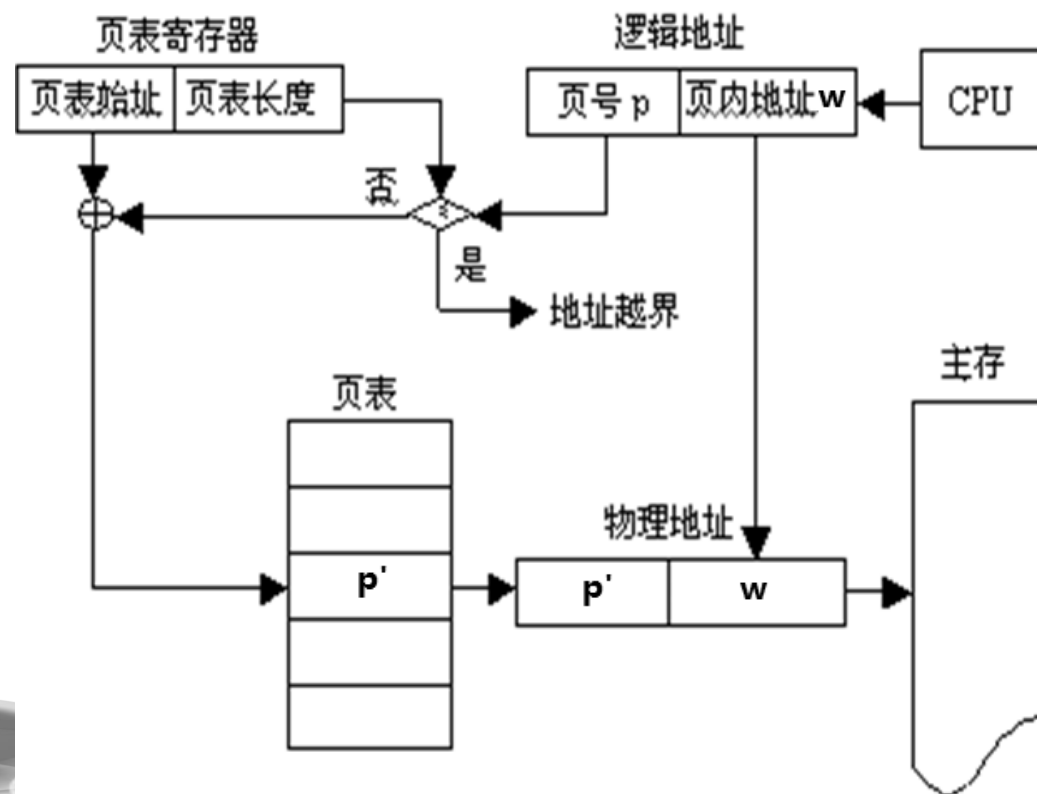 页表寄存器
逻辑地址
页表始址 页表长度
页号 p 页内地址w
CPU
否
是
地址越界
主存
页表
物理地址
p'
p' w